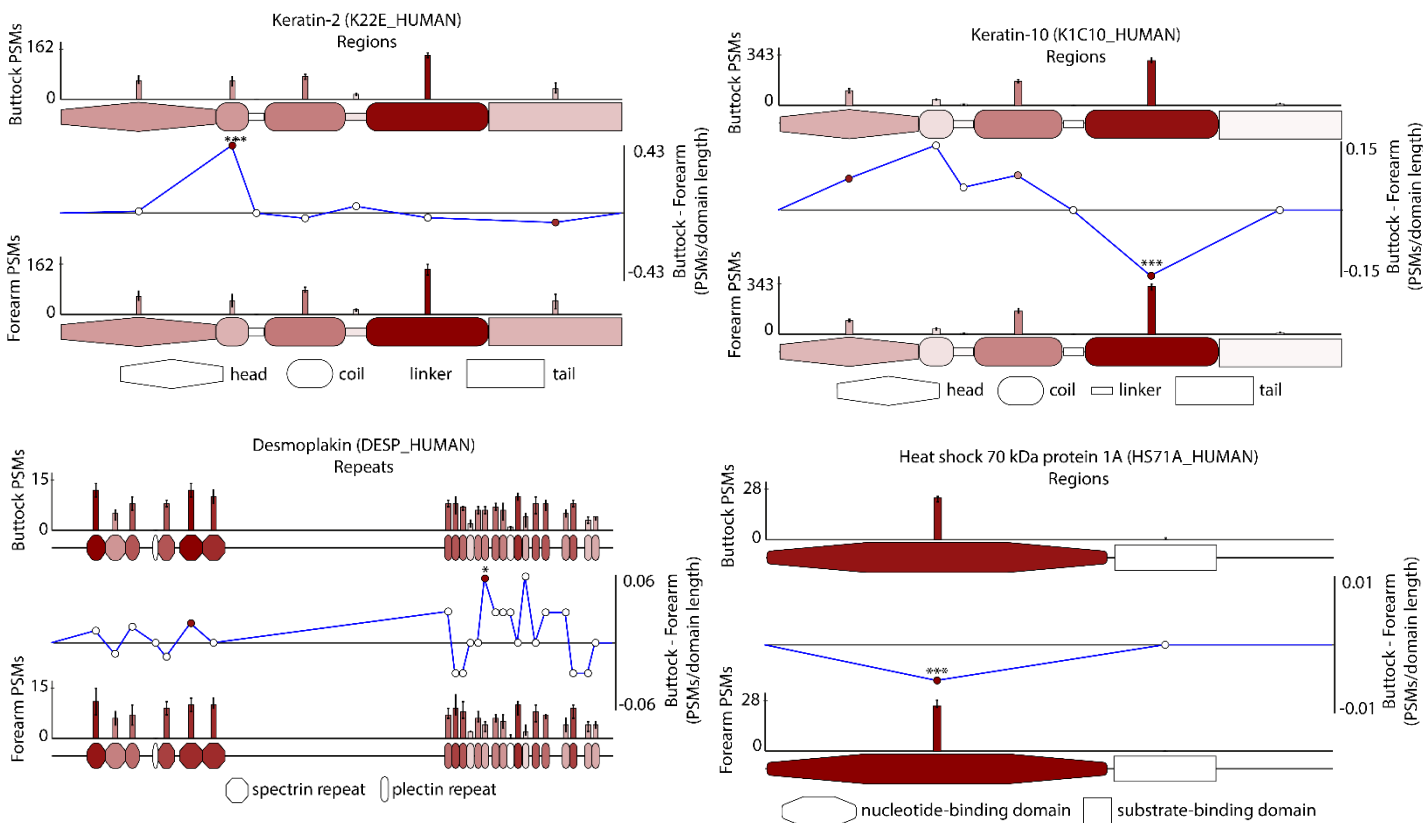 Keratin-2 (K22E_HUMAN)
Regions
Buttock PSMs
162
0
***
0.43
-0.43
Buttock - Forearm
(PSMs/domain length)
Forearm PSMs
162
0
head
coil
linker
tail
Keratin-10 (K1C10_HUMAN)
Regions
Buttock PSMs
343
0
0.15
-0.15
Buttock - Forearm
(PSMs/domain length)
***
Forearm PSMs
343
0
head
coil
linker
tail
Desmoplakin (DESP_HUMAN)
Repeats
Buttock PSMs
15
0
*
0.06
-0.06
Buttock - Forearm
(PSMs/domain length)
Forearm PSMs
15
0
spectrin repeat
plectin repeat
Heat shock 70 kDa protein 1A (HS71A_HUMAN)
Regions
Buttock PSMs
28
0
0.01
-0.01
Buttock - Forearm
(PSMs/domain length)
***
Forearm PSMs
28
0
nucleotide-binding domain
substrate-binding domain